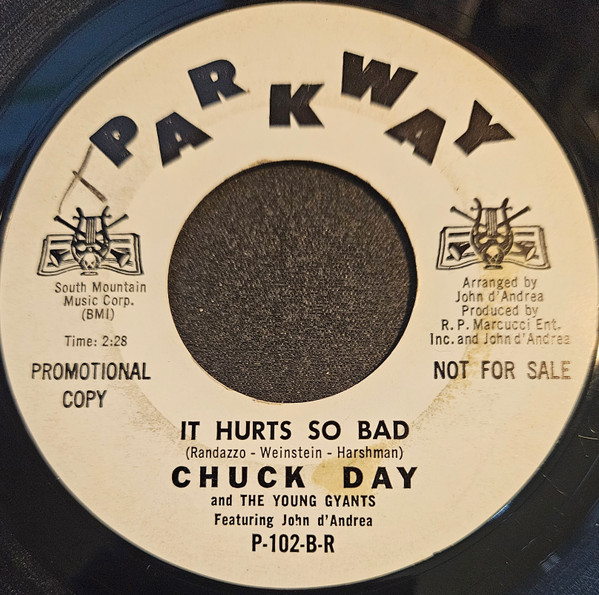 PARKWAY
South Mountain
Music Corp.
(BMI)
Time: 2:28
PROMOTIONAL
COPY
Arranged by
John d'Andrea
Produced by
R. P. Marcucci Ent.
Inc. and John d'Andrea
NOT FOR SALE
IT HURTS SO BAD
(Randazzo - Weinstein - Harshman)
CHUCK DAY
and THE YOUNG GYANTS
Featuring John d'Andrea
P-102-B-R